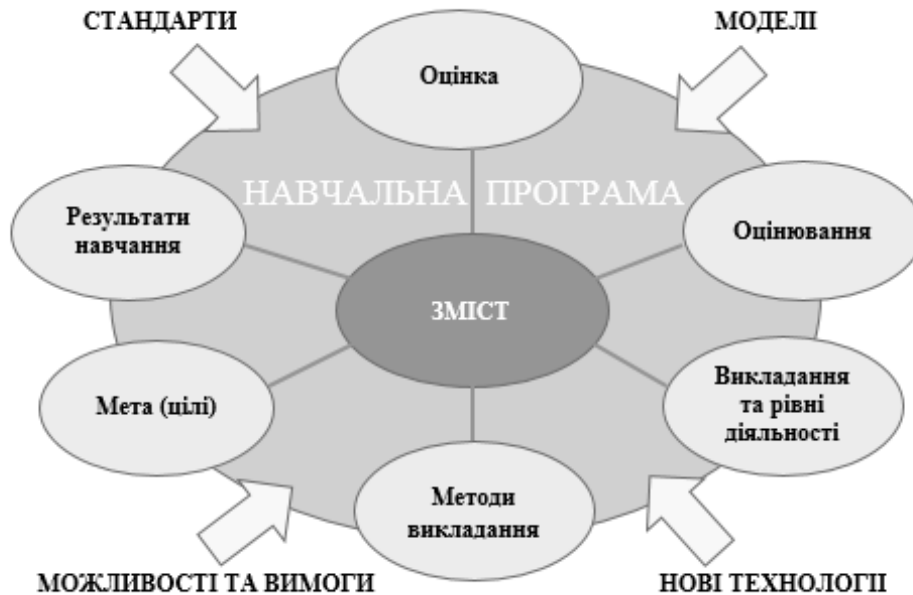 СТАНДАРТИ
МОДЕЛІ
Оцінка
НАВЧАЛЬНА ПРОГРАМА
Результати
навчання
Оцінювання
ЗМІСТ
Мета (цілі)
Викладання
та рівні
діяльності
Методи
викладання
МОЖЛИВОСТІ ТА ВИМОГИ
НОВІ ТЕХНОЛОГІЇ